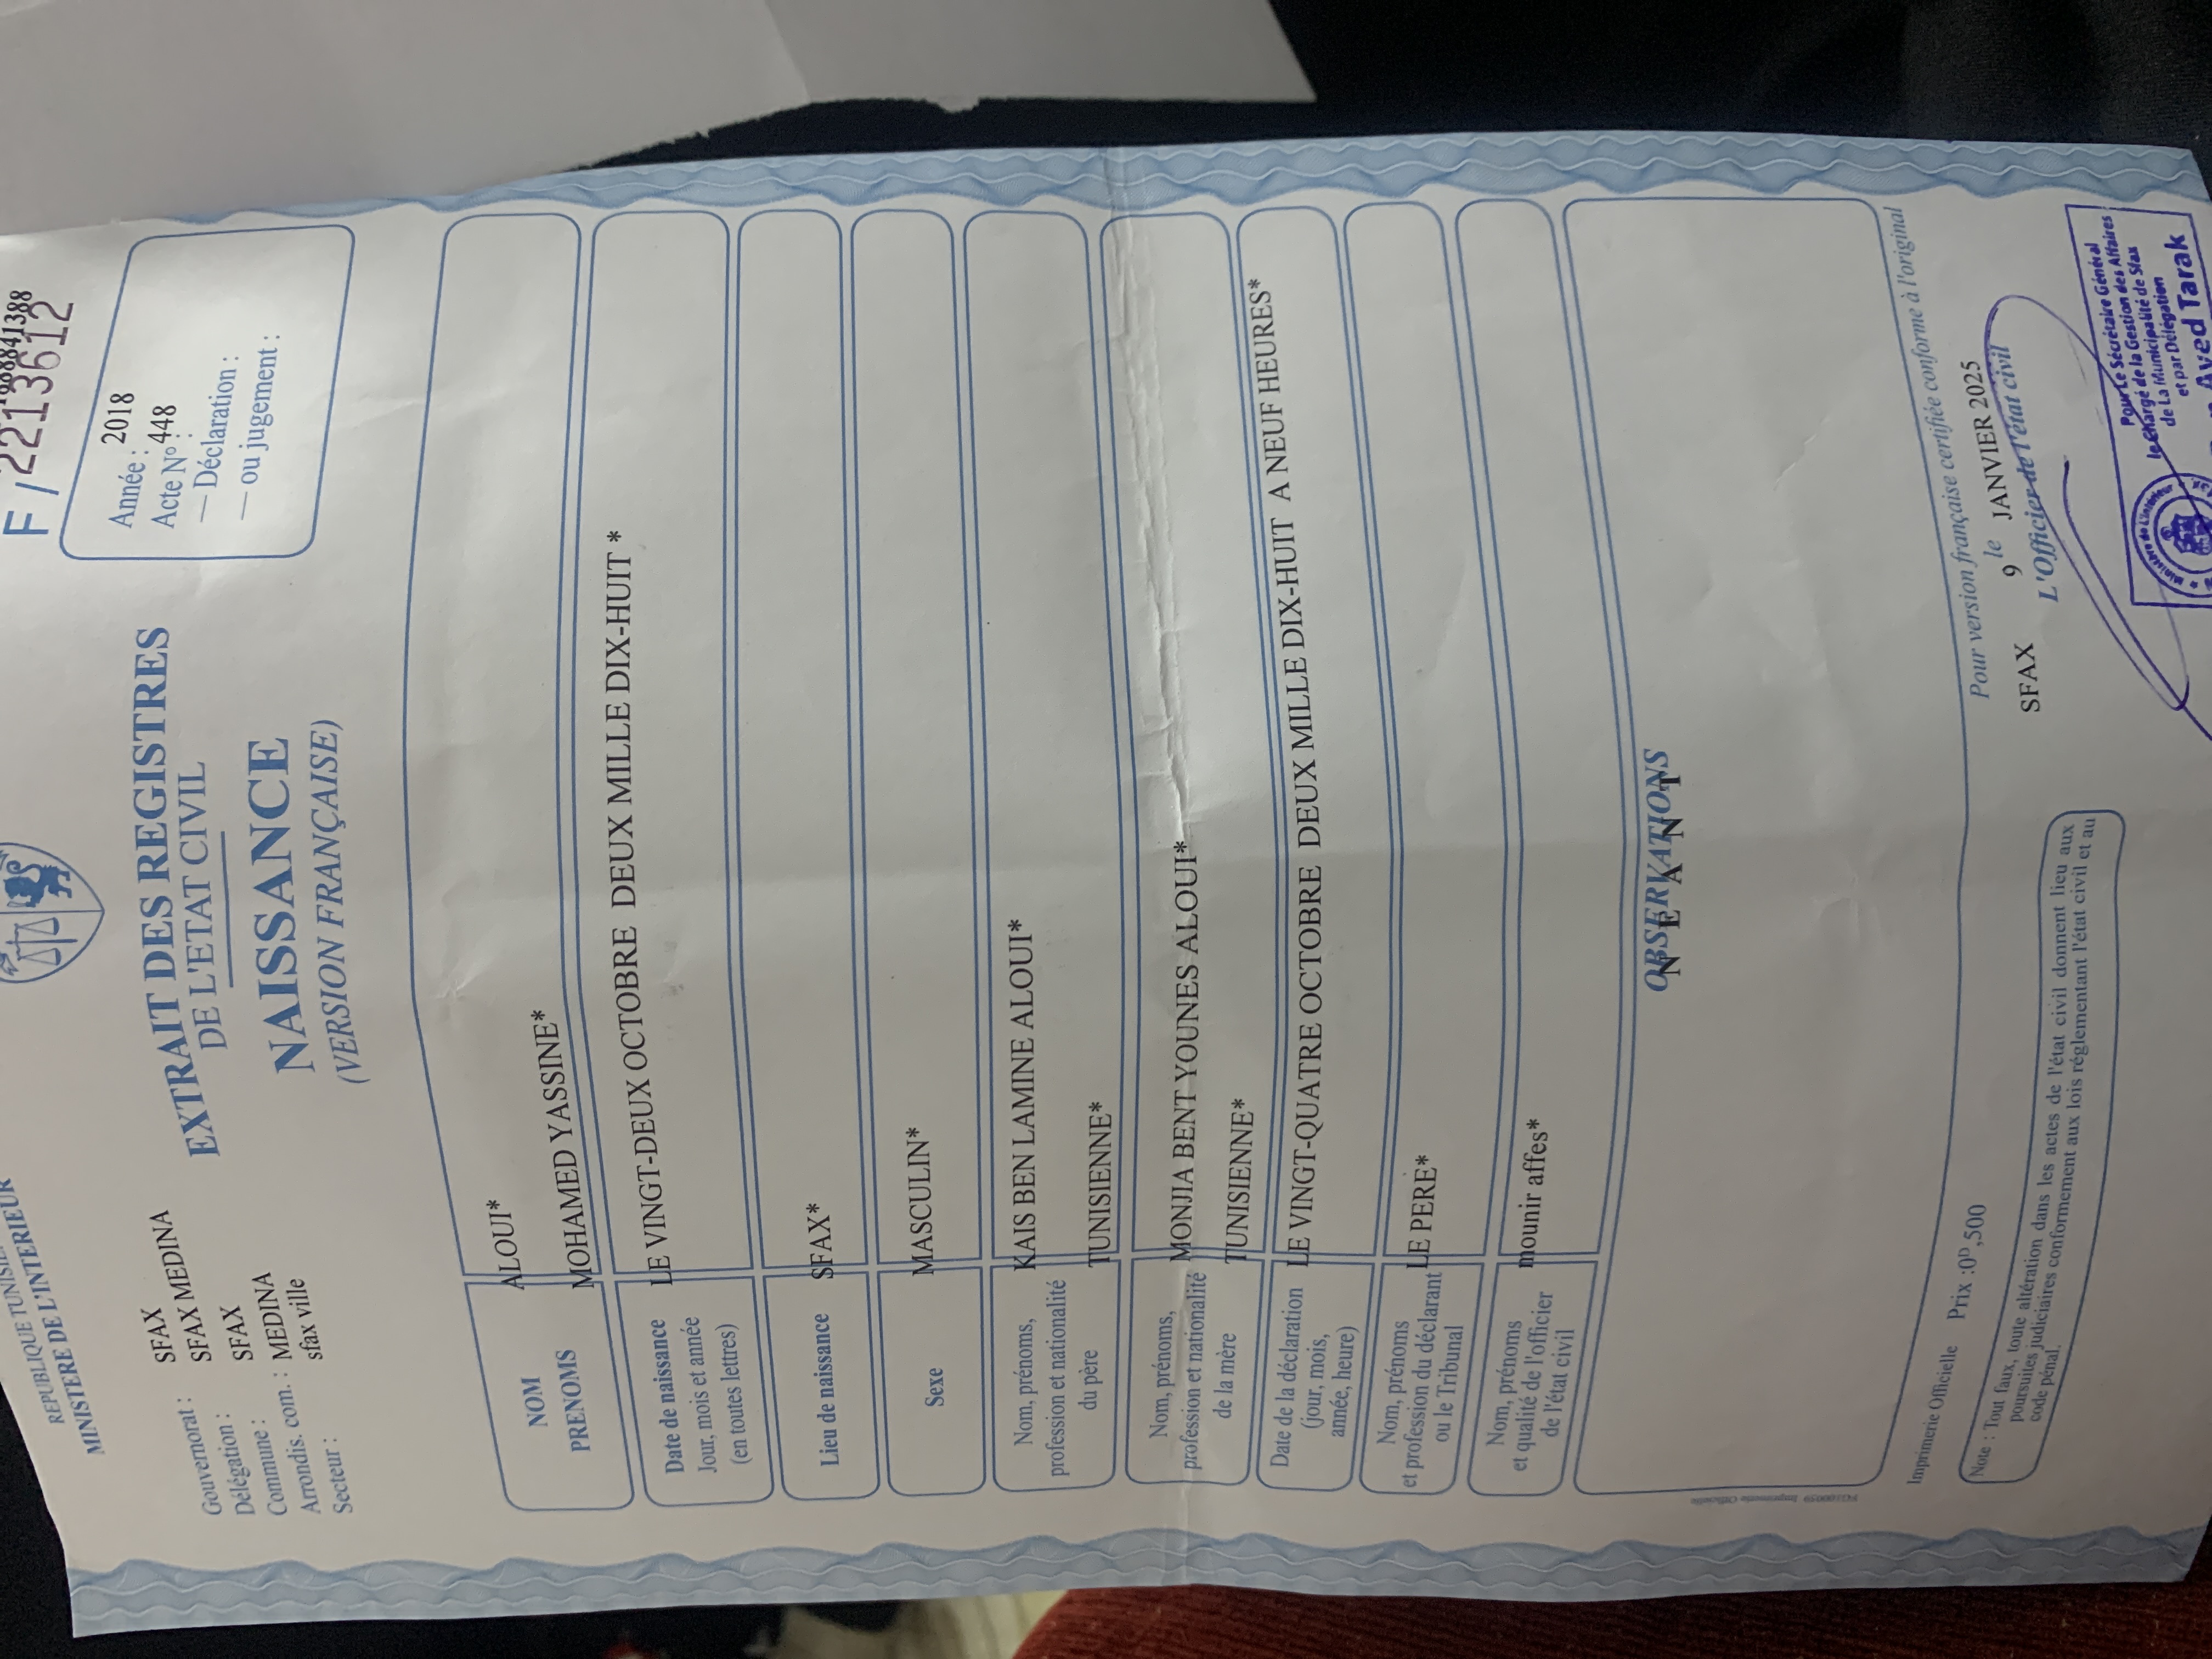 REPUBLIQUE
MINISTERE DE L'INTERIEUR
F / 2213612
Gouvernorat : SFAX
Délégation : SFAX MEDINA
Commune : SFAX
Arrondis. com. : MEDINA
Secteur : sfax ville
EXTRAIT DES REGISTRES
DE L'ETAT CIVIL
NAISSANCE
(VERSION FRANÇAISE)
Année : 2018
Acte N° 448
— Déclaration :
— ou jugement :
NOM
ALOUI*
PRENOMS
MOHAMED YASSINE*
Date de naissance
Jour, mois et année
(en toutes lettres)
LE VINGT-DEUX OCTOBRE DEUX MILLE DIX-HUIT *
Lieu de naissance
SFAX*
Sexe
MASCULIN*
Nom, prénoms,
profession et nationalité
du père
KAIS BEN LAMINE ALOUI*
TUNISIENNE*
Nom, prénoms,
profession et nationalité
de la mère
MONJIA BENT YOUNES ALOUI*
TUNISIENNE*
Date de la déclaration
(jour, mois,
année, heure)
LE VINGT-QUATRE OCTOBRE DEUX MILLE DIX-HUIT A NEUF HEURES*
Nom, prénoms
et profession du déclarant
ou le Tribunal
LE PERE*
Nom, prénoms
et qualité de l'officier
de l'état civil
mounir affes*
OBSERVATIONS
N E A N T
Imprimerie Officielle Prix :0ᴰ,500
Pour version française certifiée conforme à l'original
SFAX 9 le JANVIER 2025
L'Officier de l'état civil
Note : Tout faux, toute altération dans les actes de l'état civil donnent lieu aux
poursuites judiciaires conformement aux lois réglementant l'état civil et au
code pénal.
Pour Le Sécrétaire Général
le chargé de la Gestion des Affaires
de La Municipalité de Sfax
et par Délégation
Ayed Tarak